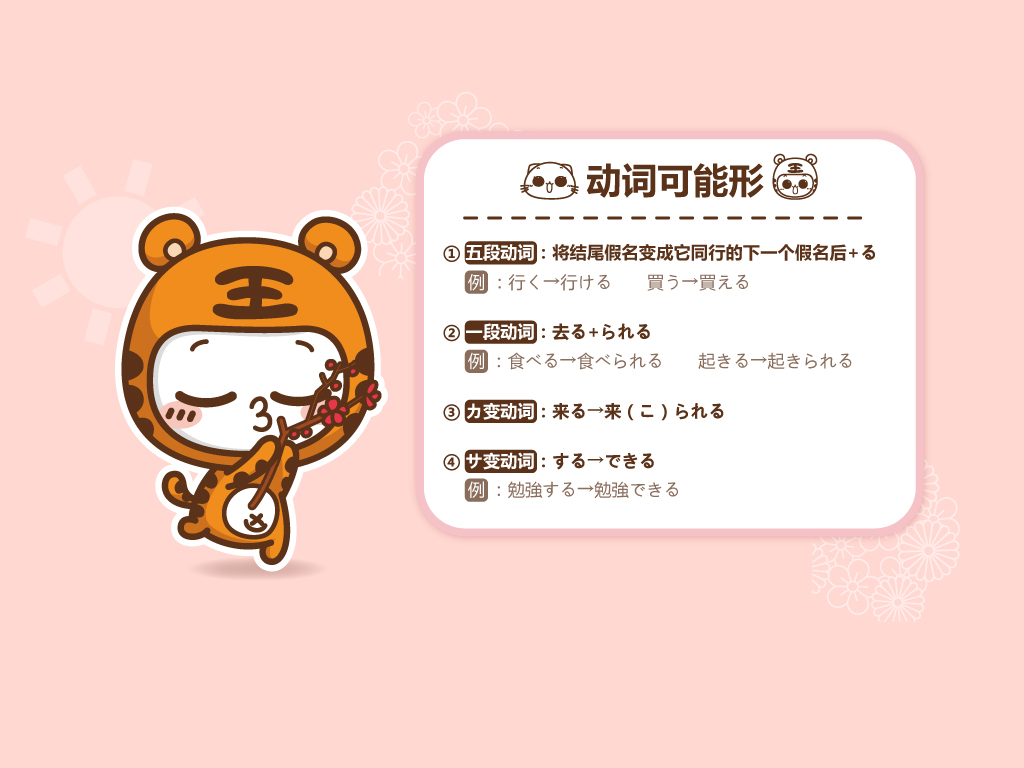 动词可能形
① 五段动词：将结尾假名变成它同行的下一个假名后+る
例：行く→行ける 買う→買える
② 一段动词：去る+られる
例：食べる→食べられる 起きる→起きられる
③ カ变动词：来る→来（こ）られる
④ サ变动词：する→できる
例：勉強する→勉強できる
王
王